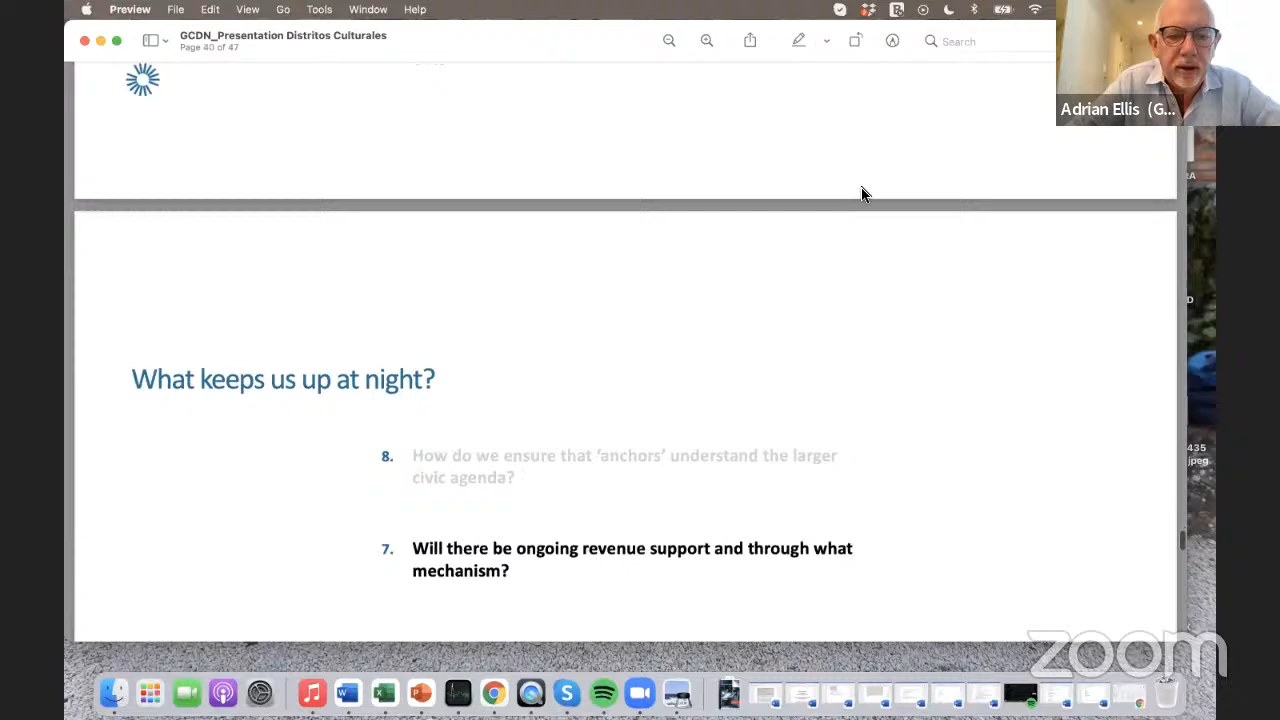 Preview File Edit View Go Tools Window Help
GCDN_Presentation Distritos Culturales
Page 40 of 47
Search
Adrian Ellis (G...
What keeps us up at night?
8. How do we ensure that ‘anchors’ understand the larger
civic agenda?
7. Will there be ongoing revenue support and through what
mechanism?
435
jpeg
zoom